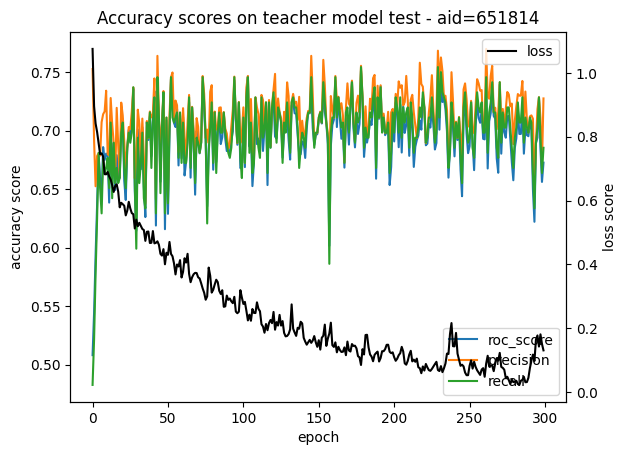 Accuracy scores on teacher model test - aid=651814
loss
0.75
0.70
0.65
0.60
0.55
0.50
accuracy score
1.0
0.8
0.6
0.4
0.2
0.0
loss score
roc_score
precision
recall
0
50
100
150
200
250
300
epoch